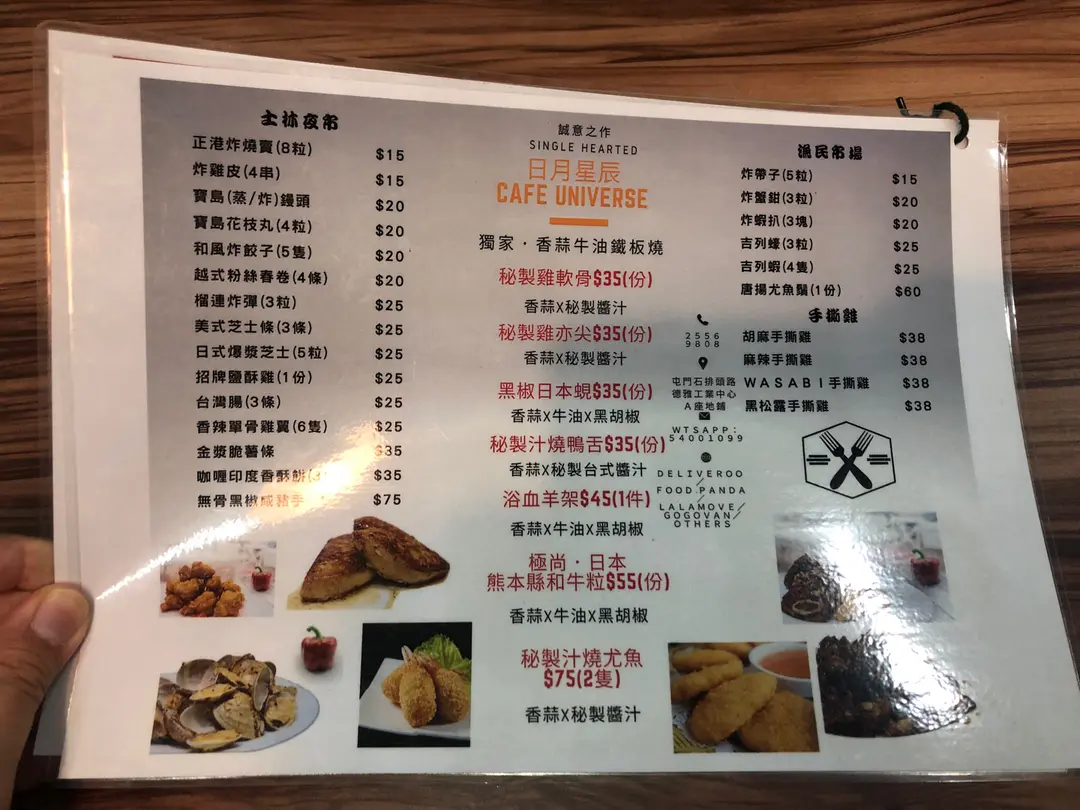 士林夜市
正港炸燒賣(8粒) $15
炸雞皮(4串) $15
寶島(蒸/炸)饅頭 $20
寶島花枝丸(4粒) $20
和風炸餃子(5隻) $20
越式粉絲春卷(4條) $20
榴連炸彈(3粒) $25
美式芝士條(3條) $25
日式爆漿芝士(5粒) $25
招牌鹽酥雞(1份) $25
台灣腸(3條) $25
香辣單骨雞翼(6隻) $25
金漿脆薯條 $35
咖喱印度香酥餅(3 $35
無骨黑椒咸豬手 $75
誠意之作
SINGLE HEARTED
日月星辰
CAFE UNIVERSE
獨家・香蒜牛油鐵板燒
秘製雞軟骨$35(份)
香蒜X秘製醬汁
秘製雞亦尖$35(份)
香蒜X秘製醬汁
黑椒日本蜆$35(份)
香蒜X牛油X黑胡椒
秘製汁燒鴨舌$35(份)
香蒜X秘製台式醬汁
浴血羊架$45(1件)
香蒜X牛油X黑胡椒
極尚・日本
熊本縣和牛粒$55(份)
香蒜X牛油X黑胡椒
秘製汁燒尤魚
$75(2隻)
香蒜X秘製醬汁
漁民市場
炸帶子(5粒) $15
炸蟹鉗(3粒) $20
炸蝦扒(3塊) $20
吉列蠔(3粒) $25
吉列蝦(4隻) $25
唐揚尤魚鬚(1份) $60
手撕雞
胡麻手撕雞 $38
麻辣手撕雞 $38
WASABI手撕雞 $38
黑松露手撕雞 $38
2556
9808
屯門石排頭路
德雅工業中心
A座地鋪
WTSAPP:
54001099
DELIVEROO
/
FOOD PANDA
/
LALAMOVE/
GOGOVAN/
OTHERS